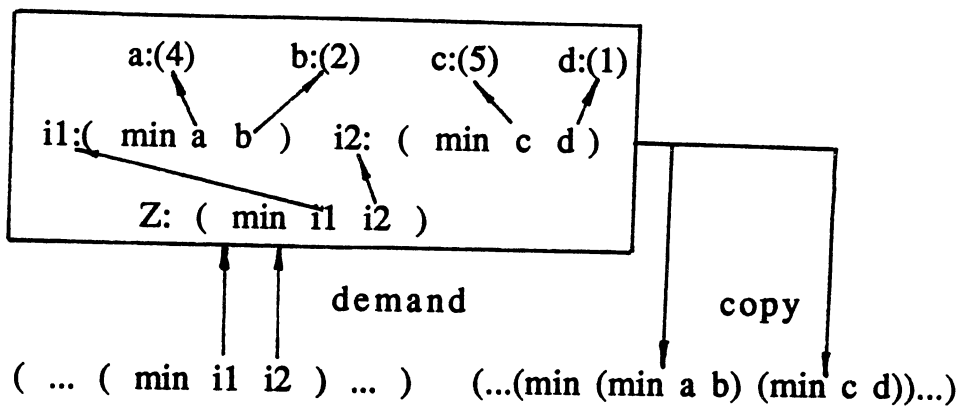 a:(4) b:(2) c:(5) d:(1)
i1:( min a b ) i2: ( min c d )
Z: ( min i1 i2 )
demand
copy
( ... ( min i1 i2 ) ... ) (...(min (min a b) (min c d))...)